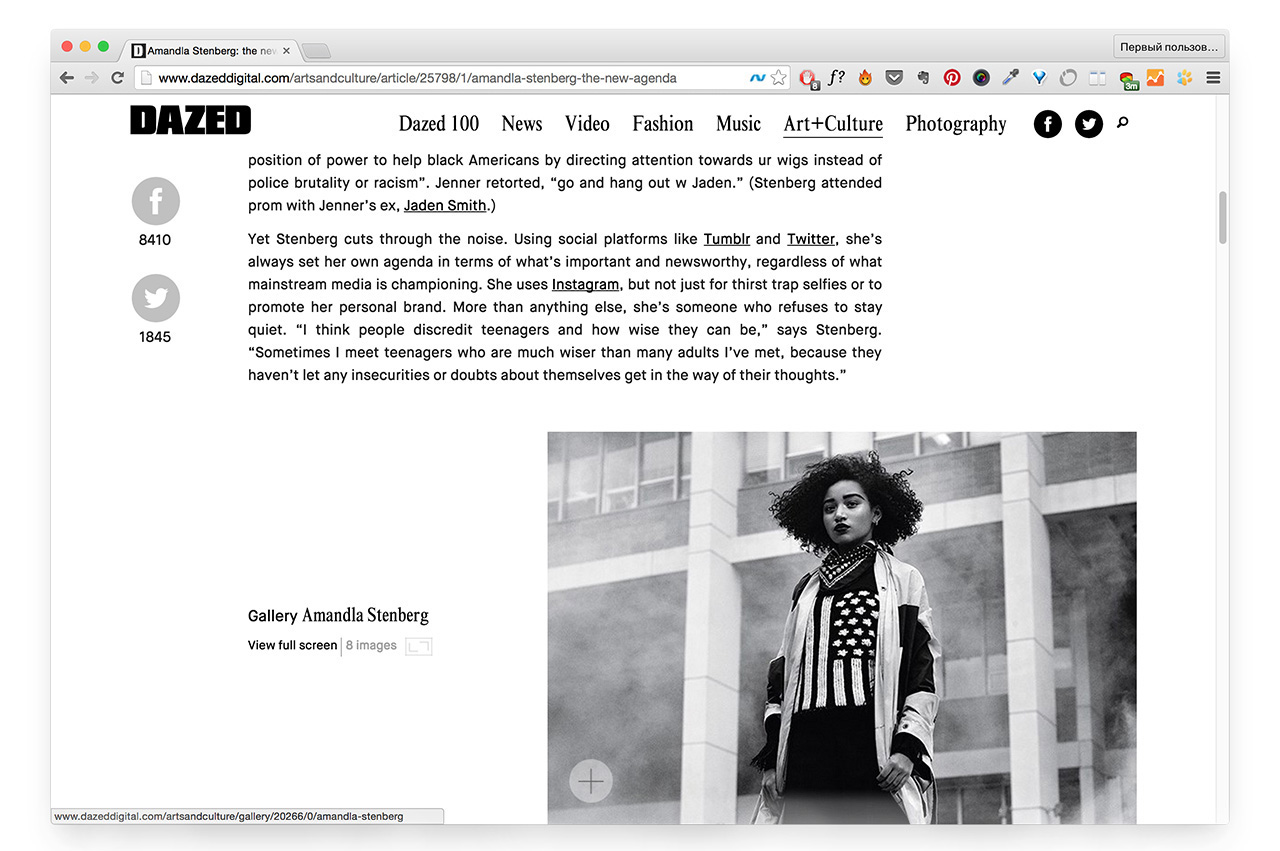 Amandla Stenberg: the nev
Первый пользов...
www.dazeddigital.com/artsandculture/article/25798/1/amandla-stenberg-the-new-agenda
8
f?
3m
DAZED
Dazed 100 News Video Fashion Music Art+Culture Photography
position of power to help black Americans by directing attention towards ur wigs instead of
police brutality or racism”. Jenner retorted, “go and hang out w Jaden.” (Stenberg attended
prom with Jenner’s ex, Jaden Smith.)
8410
1845
Yet Stenberg cuts through the noise. Using social platforms like Tumblr and Twitter, she’s
always set her own agenda in terms of what’s important and newsworthy, regardless of what
mainstream media is championing. She uses Instagram, but not just for thirst trap selfies or to
promote her personal brand. More than anything else, she’s someone who refuses to stay
quiet. “I think people discredit teenagers and how wise they can be,” says Stenberg.
“Sometimes I meet teenagers who are much wiser than many adults I’ve met, because they
haven’t let any insecurities or doubts about themselves get in the way of their thoughts.”
Gallery Amandla Stenberg
View full screen 8 images
www.dazeddigital.com/artsandculture/gallery/20266/0/amandla-stenberg